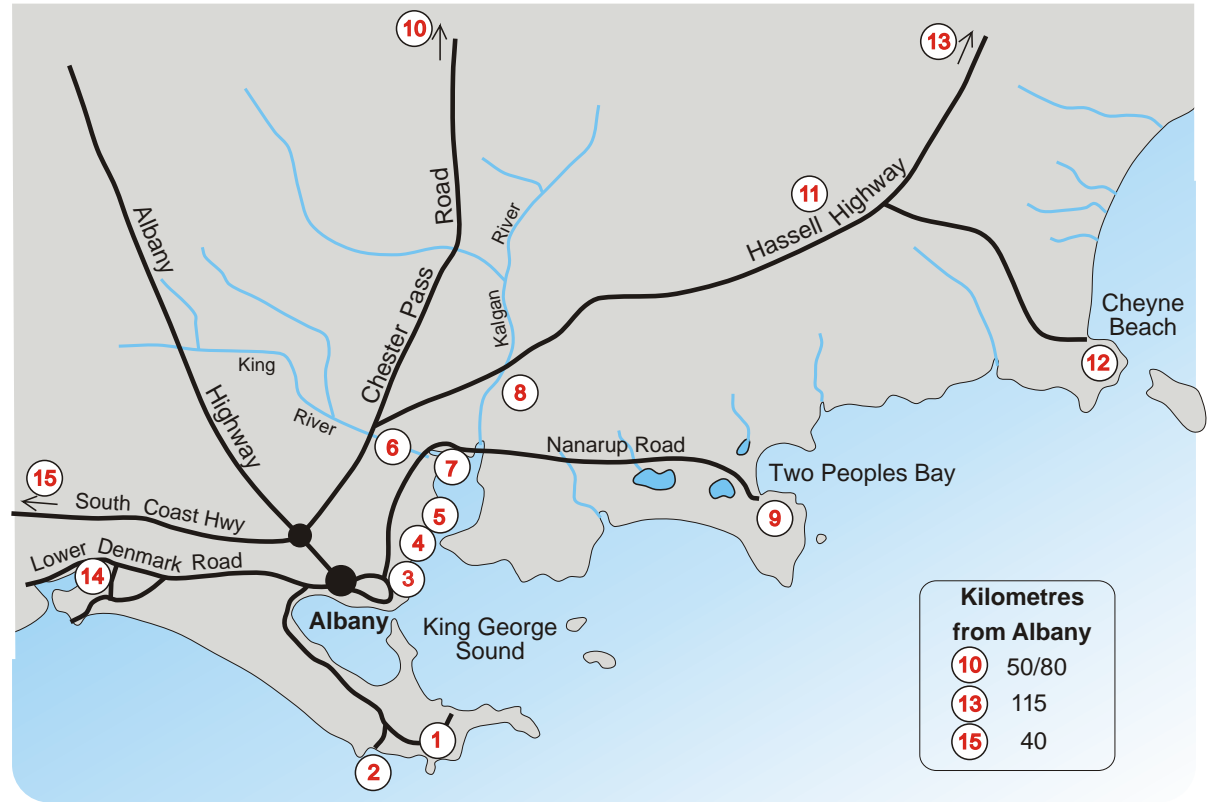 10
13
Albany
Highway
Chester Pass
Road
River
Kalgan
11
Hassell Highway
Cheyne
Beach
12
King
River
8
6
7
Nanarup Road
Two Peoples Bay
9
15
South Coast Hwy
5
4
3
Lower Denmark Road
14
Albany
King George
Sound
1
2
Kilometres
from Albany
10 50/80
13 115
15 40